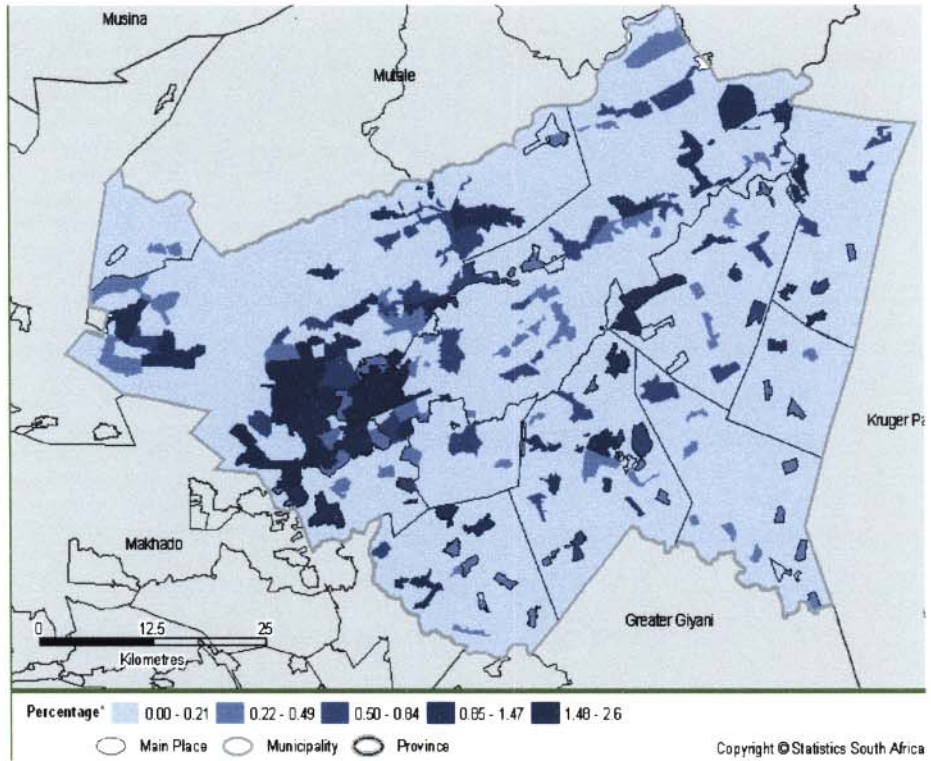 Musina
Mutale
Kruger Pa
Makhado
Greater Giyani
0 12.5 25
Kilometres
Percentage* 0.00 - 0.21 0.22 - 0.49 0.50 - 0.84 0.85 - 1.47 1.48 - 2.6
Main Place Municipality Province Copyright © Statistics South Africa